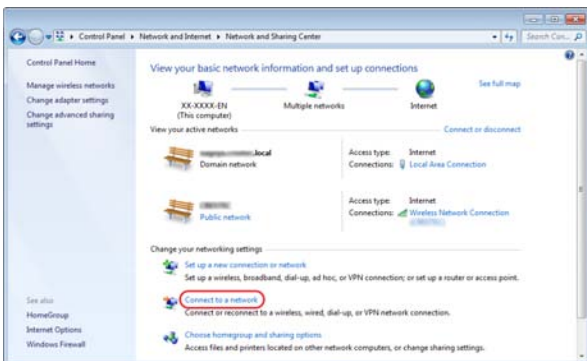 Control Panel ▸ Network and Internet ▸ Network and Sharing Center
Search Con...
Control Panel Home
Manage wireless networks
Change adapter settings
Change advanced sharing
settings
See also
HomeGroup
Internet Options
Windows Firewall
View your basic network information and set up connections
See full map
XX-XXXX-EN
(This computer)
Multiple networks
Internet
View your active networks
Connect or disconnect
.local
Domain network
Access type: Internet
Connections: Local Area Connection
Public network
Access type: Internet
Connections: Wireless Network Connection
Change your networking settings
Set up a new connection or network
Set up a wireless, broadband, dial-up, ad hoc, or VPN connection; or set up a router or access point.
Connect to a network
Connect or reconnect to a wireless, wired, dial-up, or VPN network connection.
Choose homegroup and sharing options
Access files and printers located on other network computers, or change sharing settings.